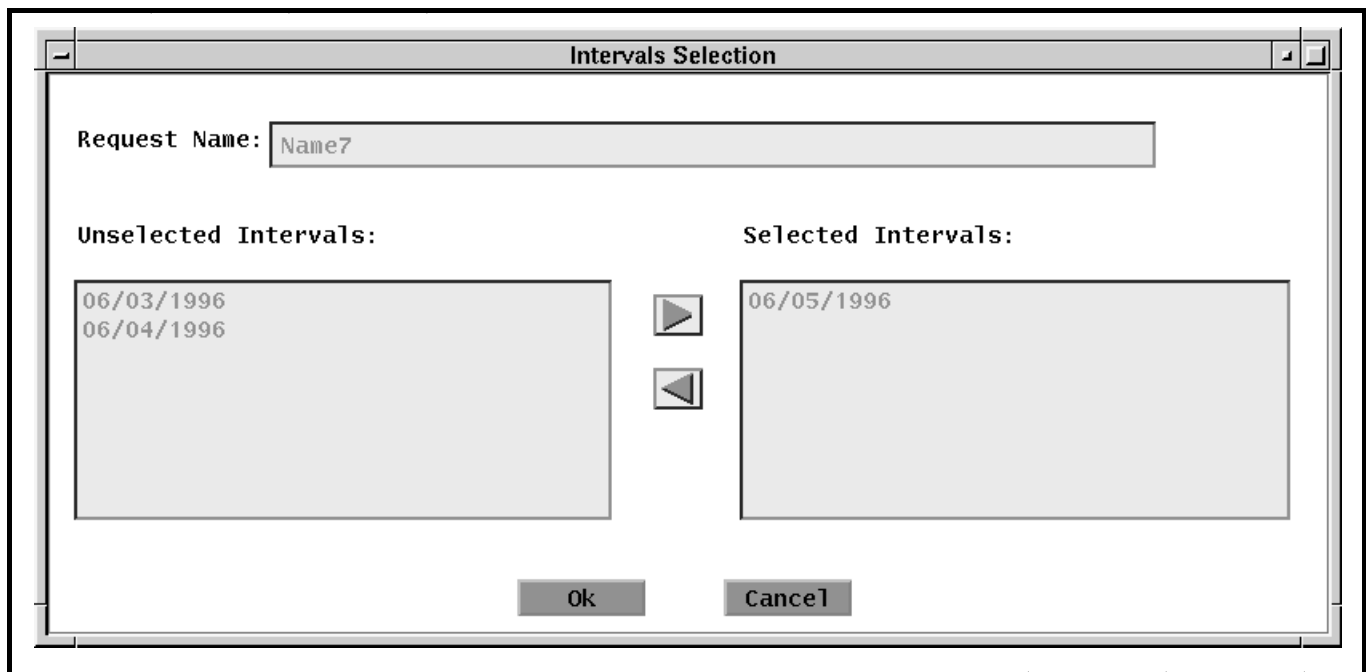 Intervals Selection
Request Name: Name7
Unselected Intervals: Selected Intervals:
06/03/1996 06/05/1996
06/04/1996
Ok Cancel